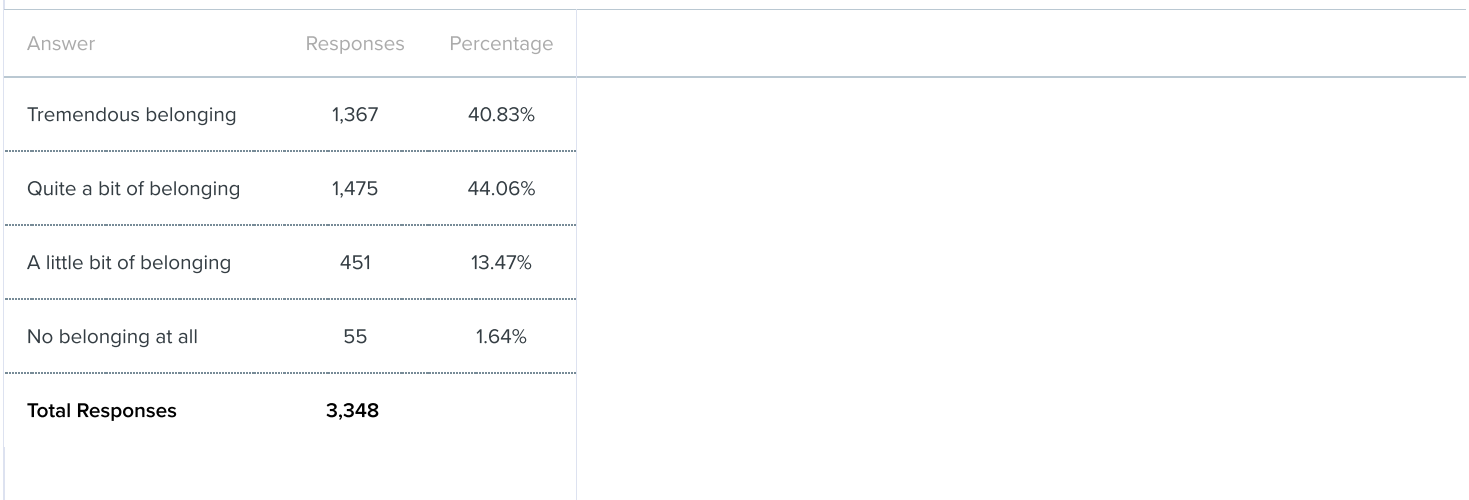 Answer Responses Percentage
Tremendous belonging 1,367 40.83%
Quite a bit of belonging 1,475 44.06%
A little bit of belonging 451 13.47%
No belonging at all 55 1.64%
Total Responses 3,348